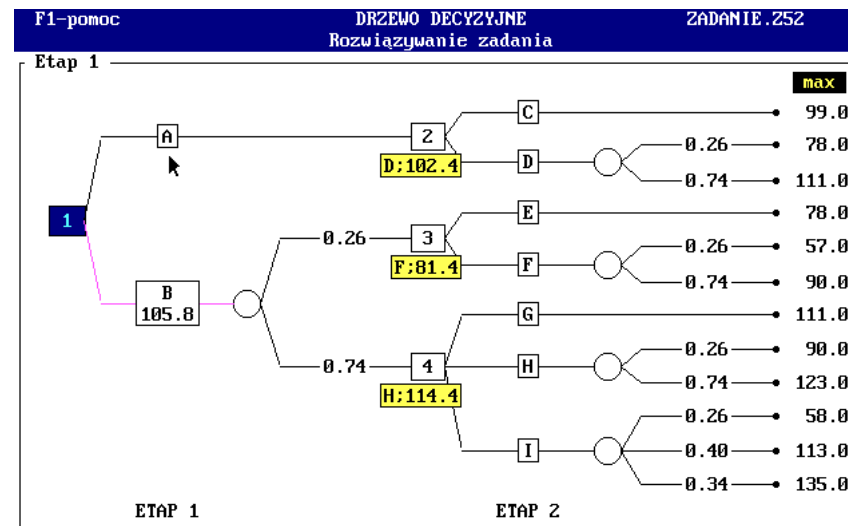 F1-pomoc DRZEWO DECYZYJNE ZADANIE.Z52
Rozwiązywanie zadania
Etap 1
max
C 99.0
A 2 0.26 78.0
D;102.4 D
0.74 111.0
1 E 78.0
0.26 3 0.26 57.0
F;81.4 F
0.74 90.0
B
105.8
G 111.0
0.26 90.0
0.74 4 H
0.74 123.0
H;114.4
0.26 58.0
I 0.40 113.0
0.34 135.0
ETAP 1 ETAP 2